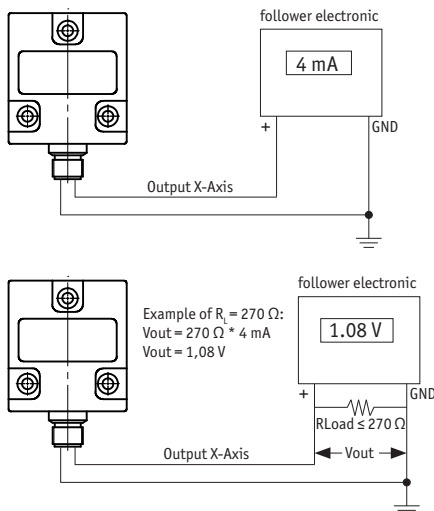 follower electronic
4 mA
+
GND
Output X-Axis
follower electronic
Example of RL = 270 Ω:
Vout = 270 Ω * 4 mA
Vout = 1,08 V
1.08 V
+
GND
RLoad ≤ 270 Ω
Vout
Output X-Axis